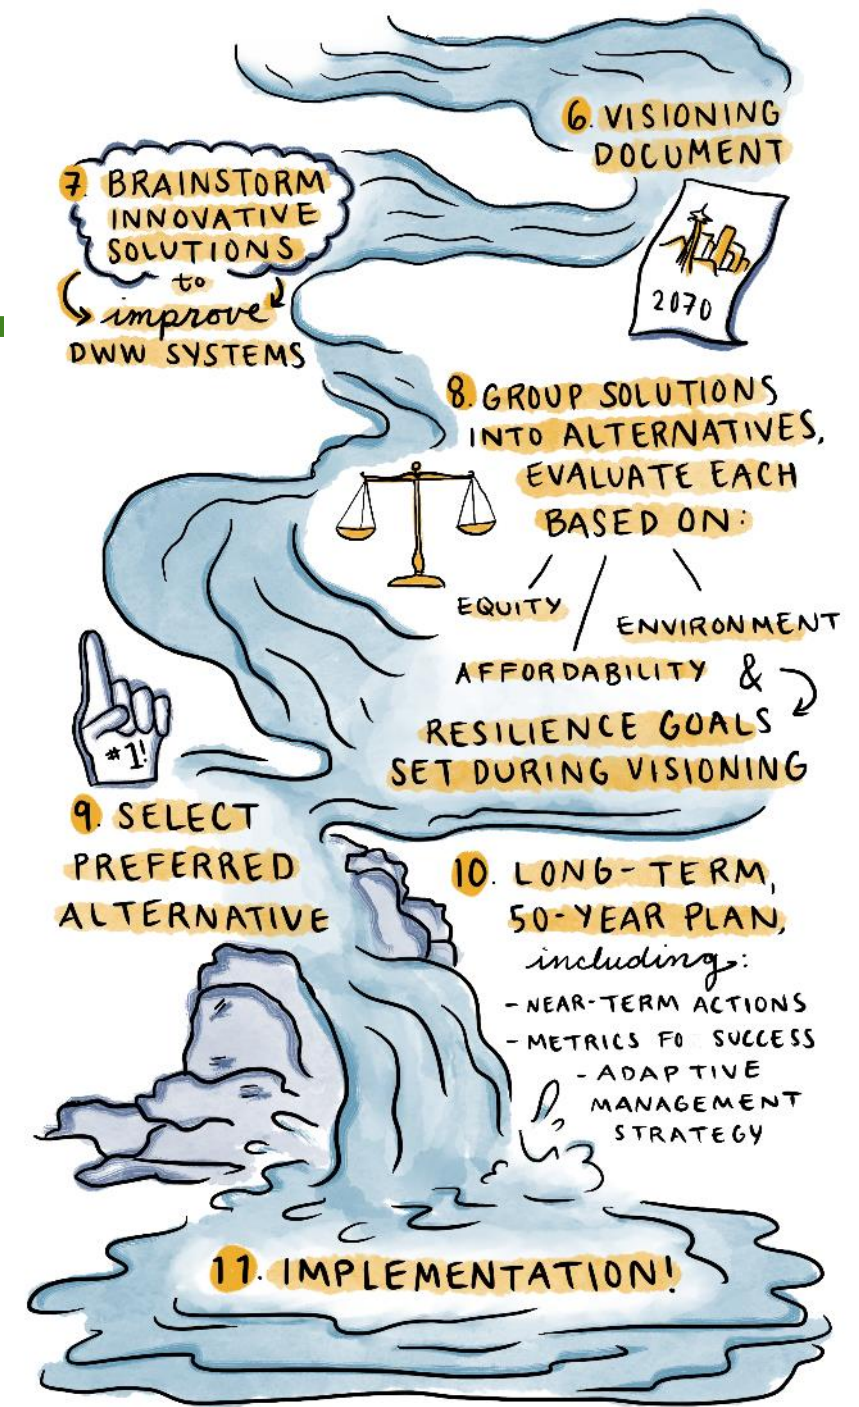 6. VISIONING
DOCUMENT
2070
7. BRAINSTORM
INNOVATIVE
SOLUTIONS
to
improve
DWW SYSTEMS
8. GROUP SOLUTIONS
INTO ALTERNATIVES,
EVALUATE EACH
BASED ON:
EQUITY
ENVIRONMENT
AFFORDABILITY &
RESILIENCE GOALS
SET DURING VISIONING
#1!
9. SELECT
PREFERRED
ALTERNATIVE
10. LONG-TERM,
50-YEAR PLAN,
including:
- NEAR-TERM ACTIONS
- METRICS FO SUCCESS
- ADAPTIVE
MANAGEMENT
STRATEGY
11. IMPLEMENTATION!